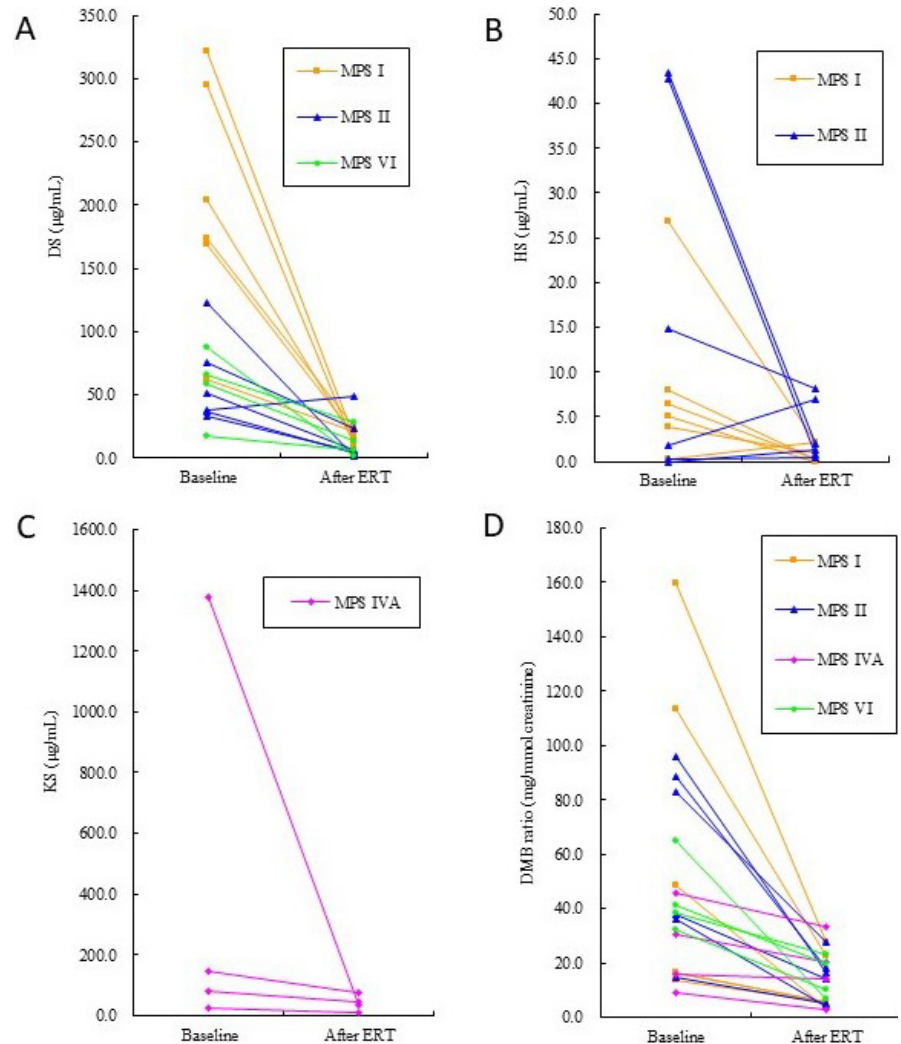 A
350.0
300.0
250.0
200.0
150.0
100.0
50.0
0.0
DS (µg/mL)
Baseline
After ERT
MPS I
MPS II
MPS VI
B
50.0
45.0
40.0
35.0
30.0
25.0
20.0
15.0
10.0
5.0
0.0
HS (µg/mL)
Baseline
After ERT
MPS I
MPS II
C
1600.0
1400.0
1200.0
1000.0
800.0
600.0
400.0
200.0
0.0
KS (µg/mL)
Baseline
After ERT
MPS IVA
D
180.0
160.0
140.0
120.0
100.0
80.0
60.0
40.0
20.0
0.0
DMB ratio (mg/mmol creatinine)
Baseline
After ERT
MPS I
MPS II
MPS IVA
MPS VI